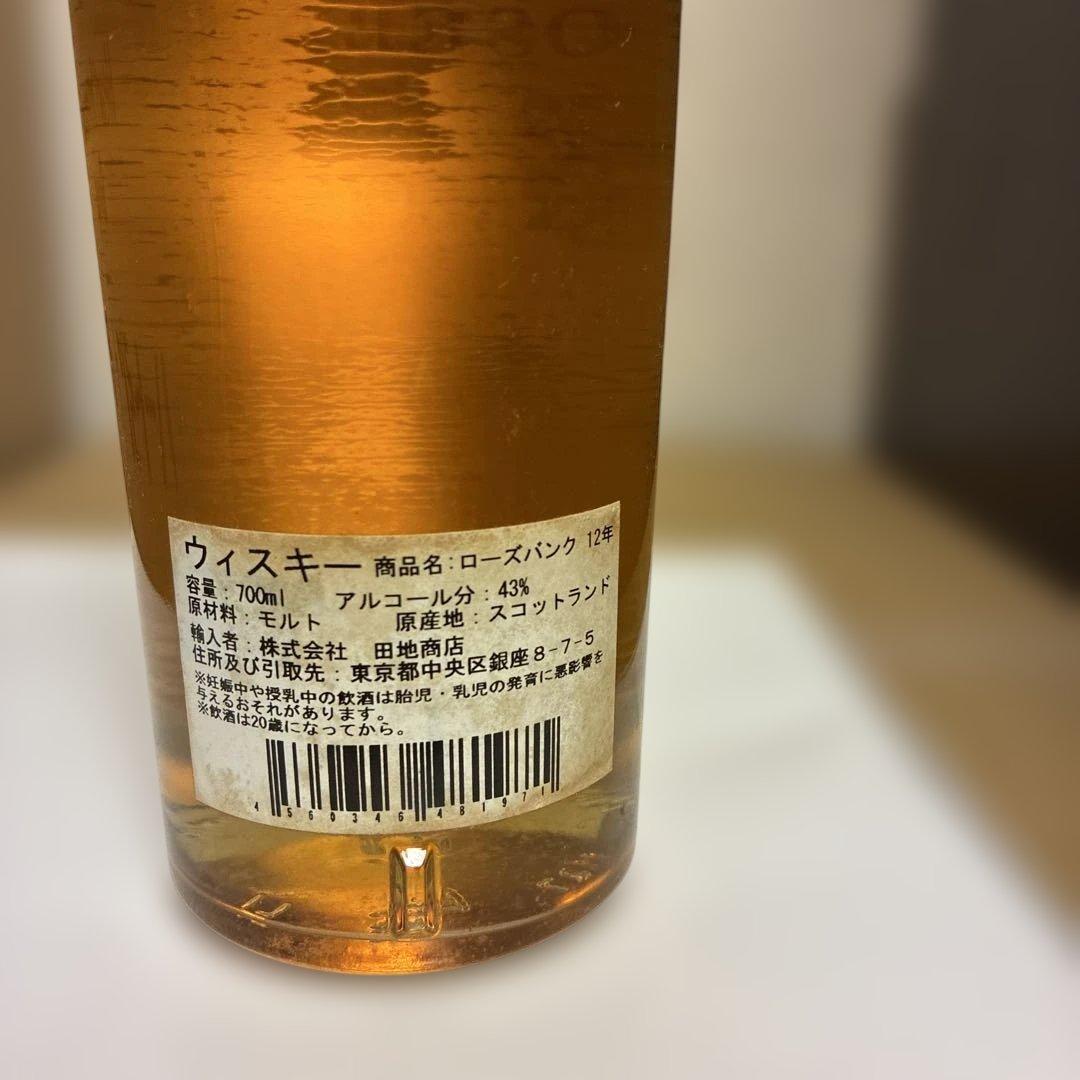 ウィスキー 商品名：ローズバンク 12年
容量：700ml アルコール分：43%
原材料：モルト 原産地：スコットランド
輸入者：株式会社 田地商店
住所及び引取先：東京都中央区銀座8-7-5
※妊娠中や授乳中の飲酒は胎児・乳児の発育に悪影響を
与えるおそれがあります。
※飲酒は20歳になってから。
4560346481971